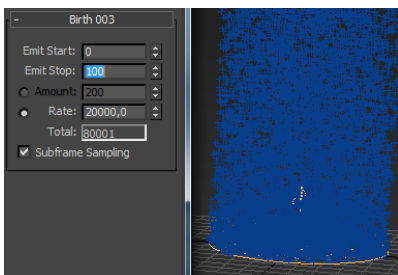 - Birth 003
Emit Start: 0
Emit Stop: 100
Amount: 200
Rate: 20000,0
Total: 80001
Subframe Sampling